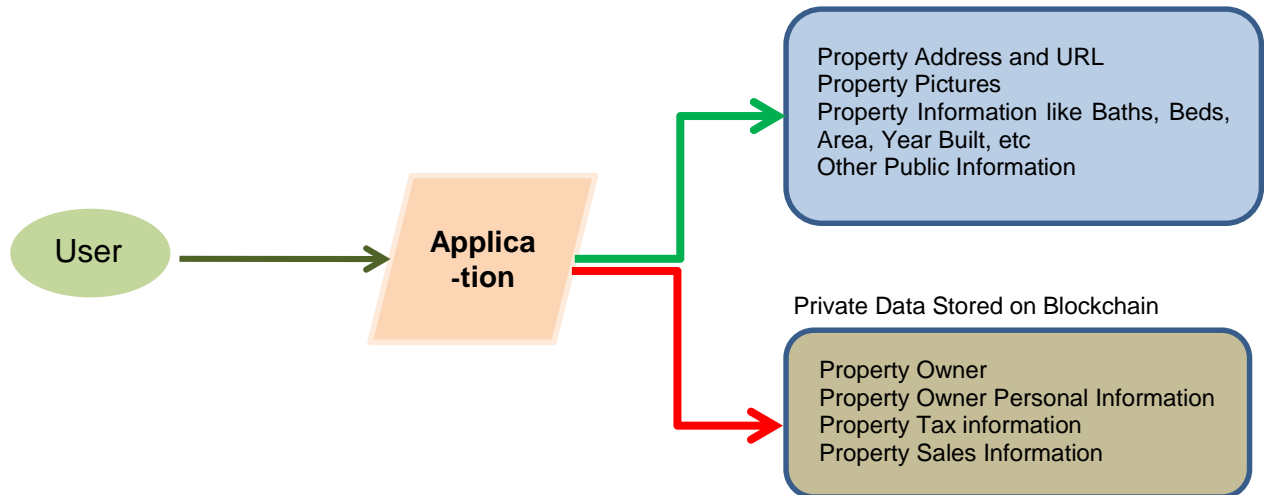 User
Applica
-tion
Property Address and URL
Property Pictures
Property Information like Baths, Beds,
Area, Year Built, etc
Other Public Information
Private Data Stored on Blockchain
Property Owner
Property Owner Personal Information
Property Tax information
Property Sales Information